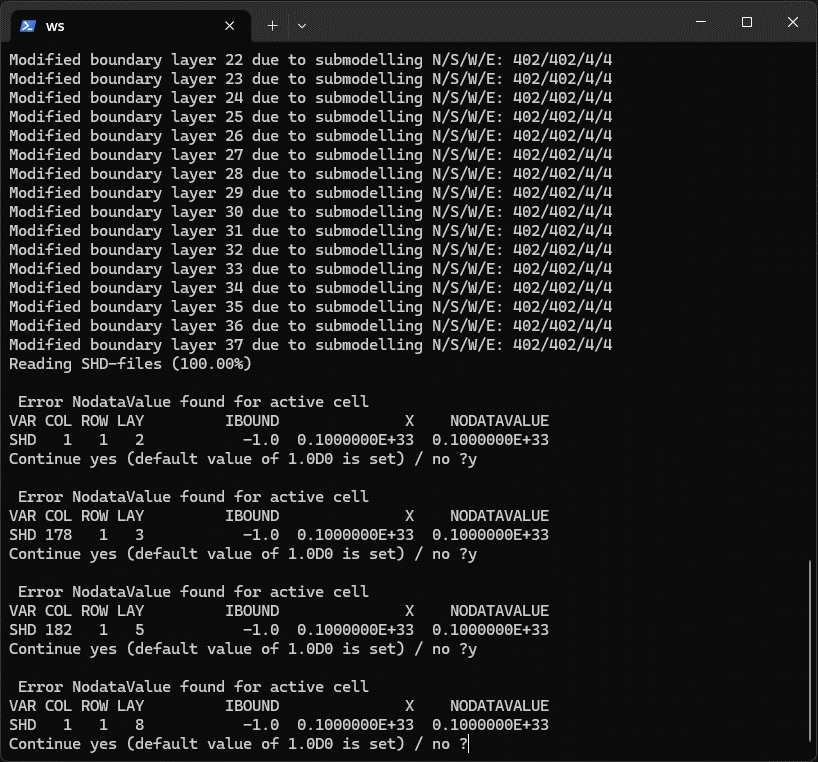 ws
Modified boundary layer 22 due to submodelling N/S/W/E: 402/402/4/4
Modified boundary layer 23 due to submodelling N/S/W/E: 402/402/4/4
Modified boundary layer 24 due to submodelling N/S/W/E: 402/402/4/4
Modified boundary layer 25 due to submodelling N/S/W/E: 402/402/4/4
Modified boundary layer 26 due to submodelling N/S/W/E: 402/402/4/4
Modified boundary layer 27 due to submodelling N/S/W/E: 402/402/4/4
Modified boundary layer 28 due to submodelling N/S/W/E: 402/402/4/4
Modified boundary layer 29 due to submodelling N/S/W/E: 402/402/4/4
Modified boundary layer 30 due to submodelling N/S/W/E: 402/402/4/4
Modified boundary layer 31 due to submodelling N/S/W/E: 402/402/4/4
Modified boundary layer 32 due to submodelling N/S/W/E: 402/402/4/4
Modified boundary layer 33 due to submodelling N/S/W/E: 402/402/4/4
Modified boundary layer 34 due to submodelling N/S/W/E: 402/402/4/4
Modified boundary layer 35 due to submodelling N/S/W/E: 402/402/4/4
Modified boundary layer 36 due to submodelling N/S/W/E: 402/402/4/4
Modified boundary layer 37 due to submodelling N/S/W/E: 402/402/4/4
Reading SHD-files (100.00%)

 Error NodataValue found for active cell
VAR COL ROW LAY         IBOUND              X    NODATAVALUE
SHD   1   1   2           -1.0  0.1000000E+33  0.1000000E+33
Continue yes (default value of 1.0D0 is set) / no ?y

 Error NodataValue found for active cell
VAR COL ROW LAY         IBOUND              X    NODATAVALUE
SHD 178   1   3           -1.0  0.1000000E+33  0.1000000E+33
Continue yes (default value of 1.0D0 is set) / no ?y

 Error NodataValue found for active cell
VAR COL ROW LAY         IBOUND              X    NODATAVALUE
SHD 182   1   5           -1.0  0.1000000E+33  0.1000000E+33
Continue yes (default value of 1.0D0 is set) / no ?y

 Error NodataValue found for active cell
VAR COL ROW LAY         IBOUND              X    NODATAVALUE
SHD   1   1   8           -1.0  0.1000000E+33  0.1000000E+33
Continue yes (default value of 1.0D0 is set) / no ?